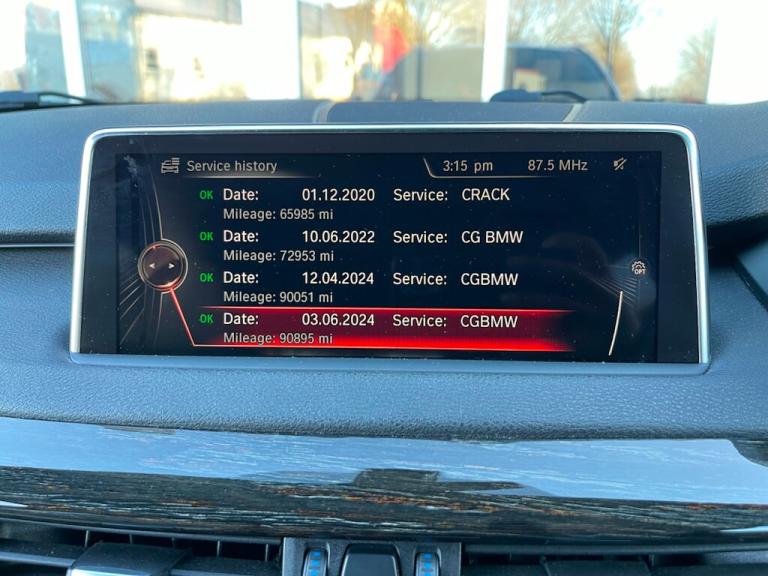 Service history 3:15 pm 87.5 MHz
OK Date: 01.12.2020 Service: CRACK
Mileage: 65985 mi
OK Date: 10.06.2022 Service: CG BMW
Mileage: 72953 mi
OK Date: 12.04.2024 Service: CGBMW
Mileage: 90051 mi
OPT
OK Date: 03.06.2024 Service: CGBMW
Mileage: 90895 mi